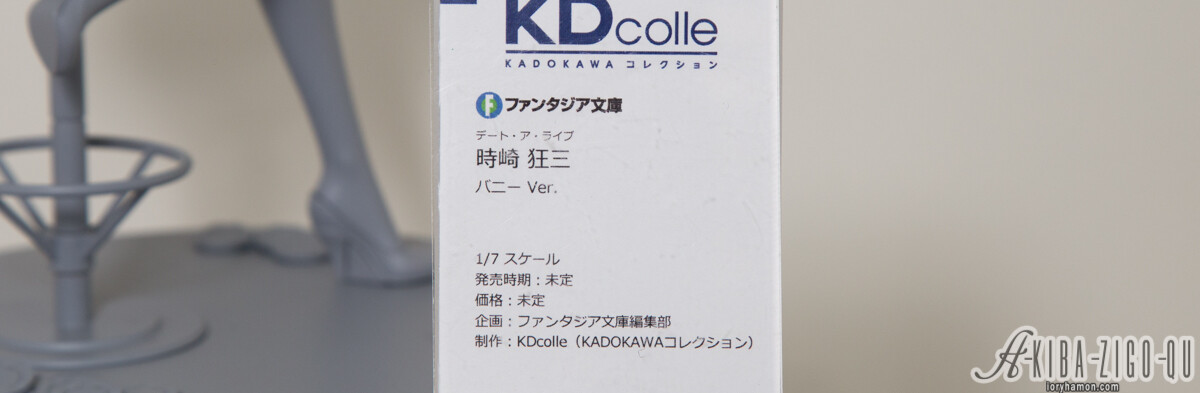 KDcolle
KADOKAWA コレクション
F ファンタジア文庫
デート・ア・ライブ
時崎 狂三
バニー Ver.
1/7 スケール
発売時期：未定
価格：未定
企画：ファンタジア文庫編集部
制作：KDcolle（KADOKAWAコレクション）
A-KIBA-ZIGO-QU
ioryhamon.com